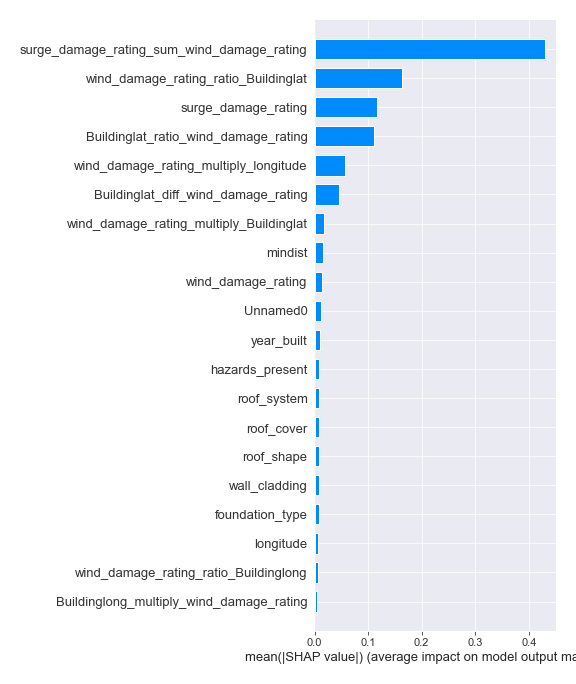 surge_damage_rating_sum_wind_damage_rating
wind_damage_rating_ratio_Buildinglat
surge_damage_rating
Buildinglat_ratio_wind_damage_rating
wind_damage_rating_multiply_longitude
Buildinglat_diff_wind_damage_rating
wind_damage_rating_multiply_Buildinglat
mindist
wind_damage_rating
Unnamed0
year_built
hazards_present
roof_system
roof_cover
roof_shape
wall_cladding
foundation_type
longitude
wind_damage_rating_ratio_Buildinglong
Buildinglong_multiply_wind_damage_rating
0.0 0.1 0.2 0.3 0.4
mean(|SHAP value|) (average impact on model output ma